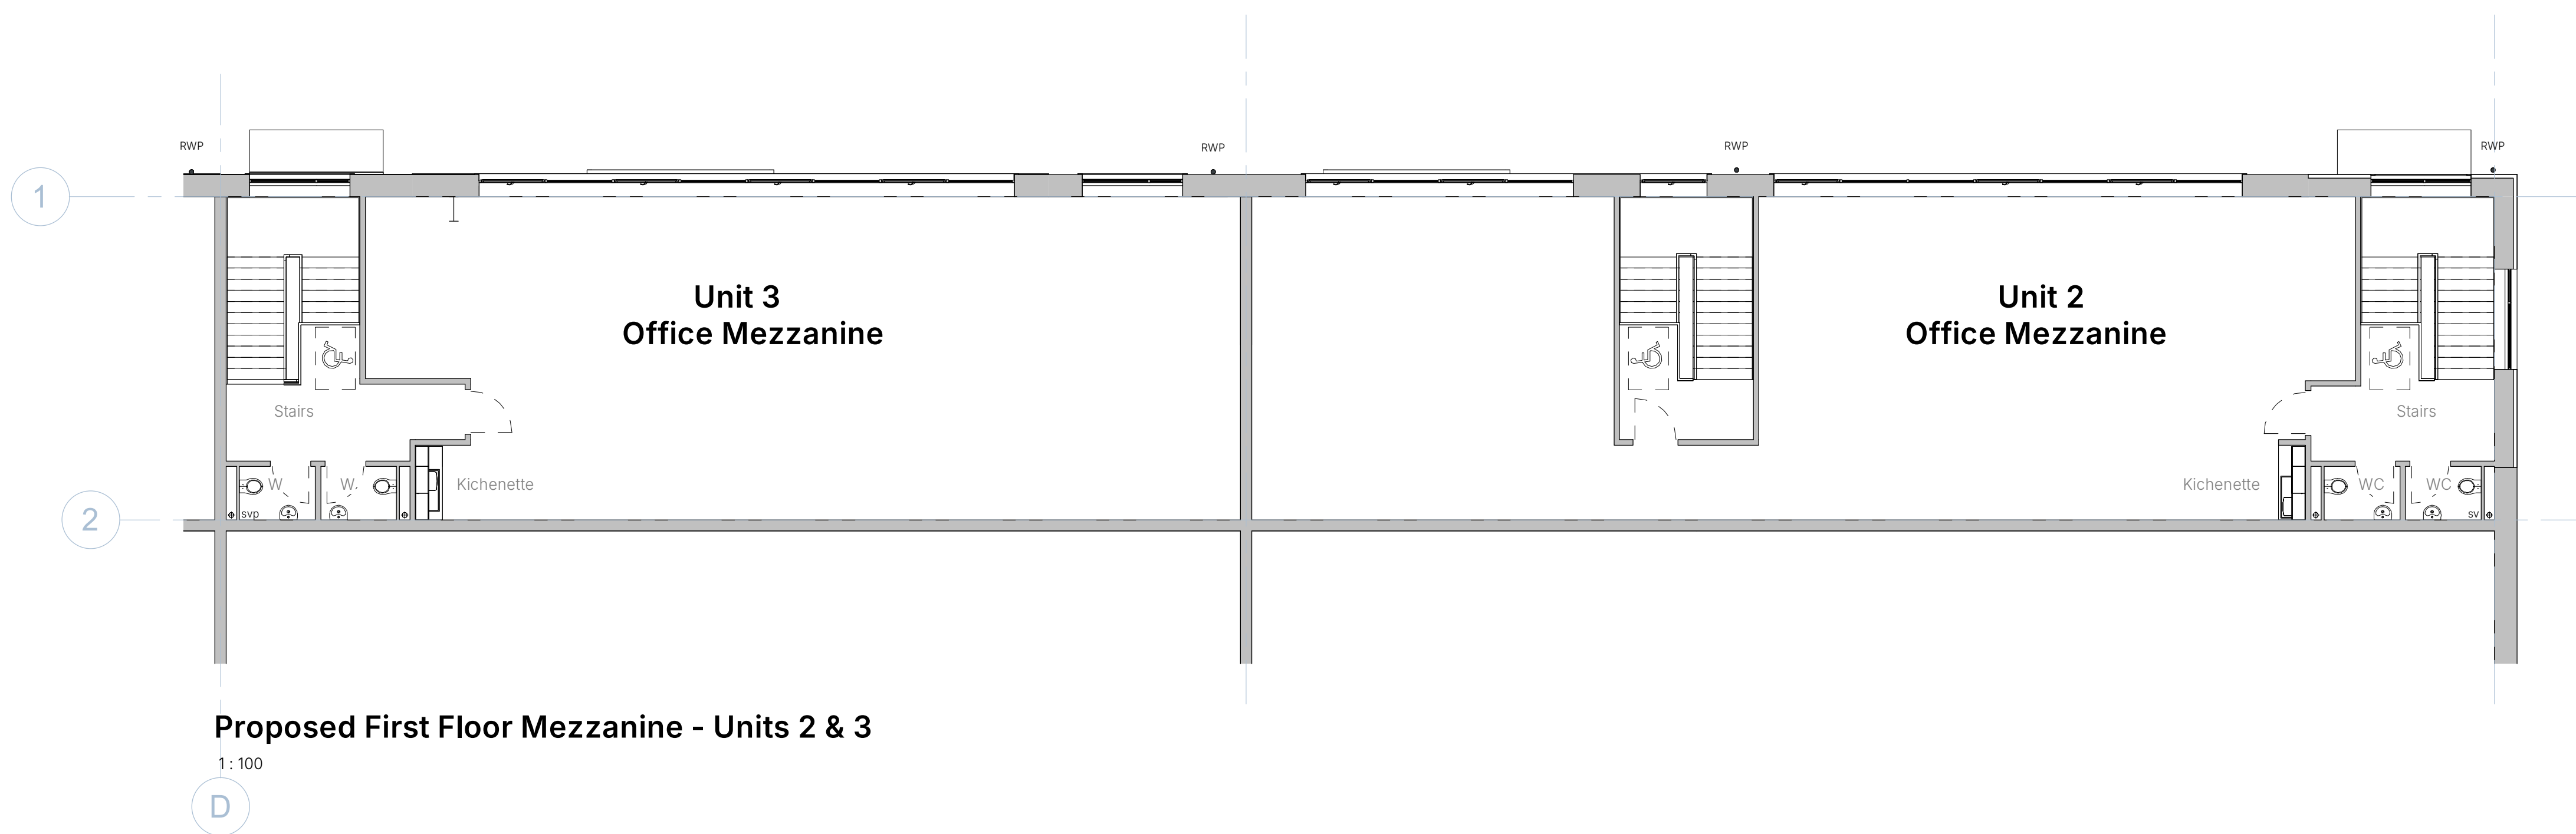 RWP
RWP
RWP
RWP
1
Unit 3
Office Mezzanine
Unit 2
Office Mezzanine
Stairs
Stairs
W
W.
Kichenette
Kichenette
WC
WC
svp
sv
2
Proposed First Floor Mezzanine - Units 2 & 3
1 : 100
D